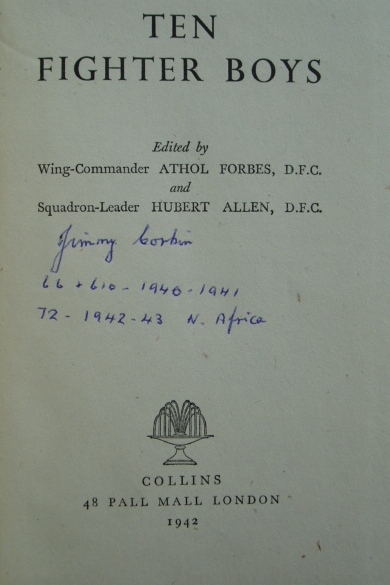 TEN
FIGHTER BOYS
Edited by
Wing-Commander ATHOL FORBES, D.F.C.
and
Squadron-Leader HUBERT ALLEN, D.F.C.
Jimmy Corbin
66 + 610 - 1940 - 1941
72 - 1942-43 N. Africa
COLLINS
48 PALL MALL LONDON
1942